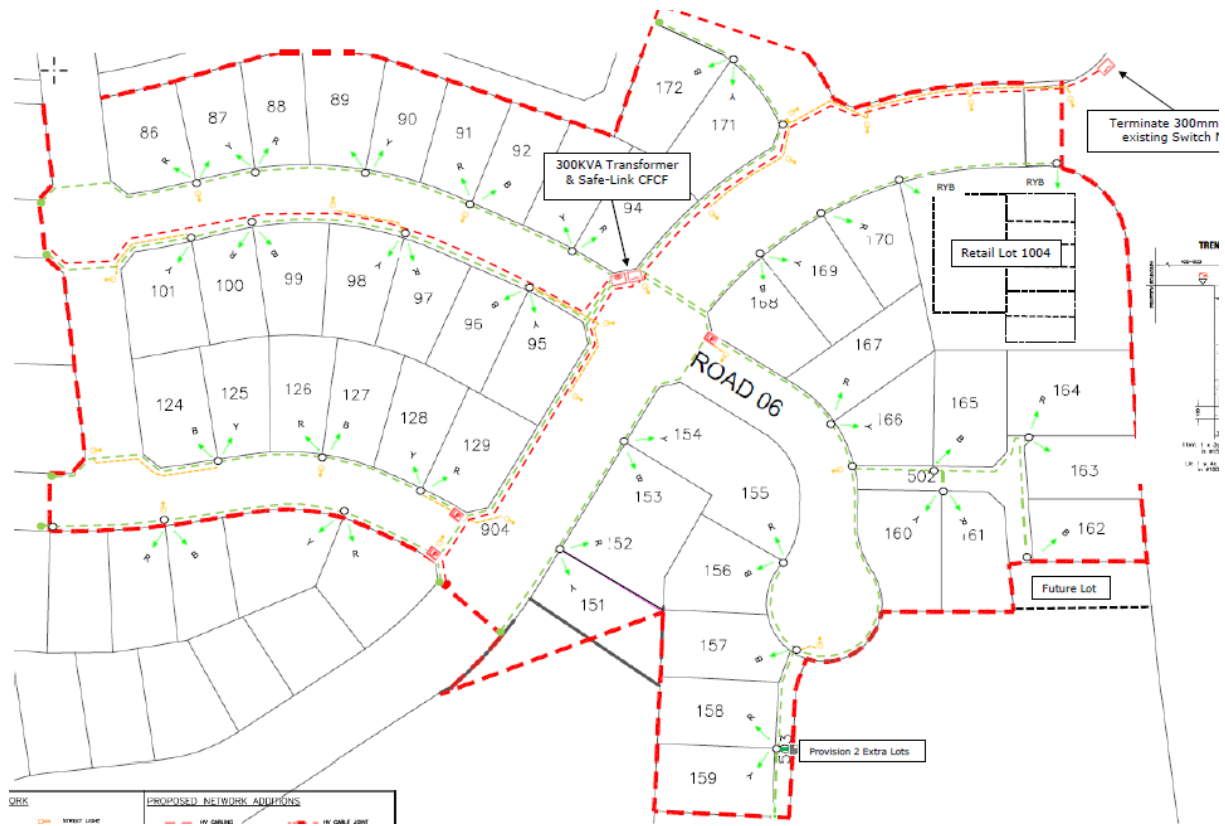 172
171
86
87
88
89
90
91
92
94
300KVA Transformer
& Safe-Link CFCF
Terminate 300mm
existing Switch
RYB
RYB
170
169
168
Retail Lot 1004
TREN
101
100
99
98
97
96
95
167
166
165
164
ROAD 06
124
125
126
127
128
129
154
153
155
163
502
160
161
162
904
152
156
151
Future Lot
157
158
159
Provision 2 Extra Lots
R
Y
R
Y
R
B
Y
R
B
Y
R
Y
B
Y
R
B
Y
R
B
Y
B
Y
R
B
Y
R
R
B
Y
R
Y
B
R
Y
R
Y
B
R
Y
R
B
R
B
B
R
Y
ORK
STREET LIGHT
PROPOSED NETWORK ADDITIONS
HV CABLING
HV CABLE JOINT